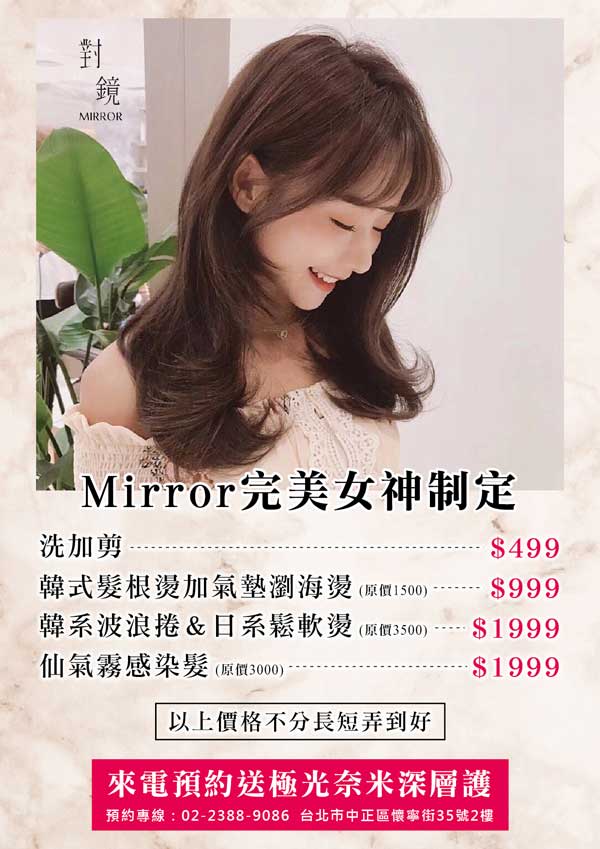 對鏡
MIRROR
Mirror完美女神制定
洗加剪 $499
韓式髮根燙加氣墊瀏海燙(原價1500) $999
韓系波浪捲&日系鬆軟燙(原價3500) $1999
仙氣霧感染髮(原價3000) $1999
以上價格不分長短弄到好
來電預約送極光奈米深層護
預約專線:02-2388-9086 台北市中正區懷寧街35號2樓